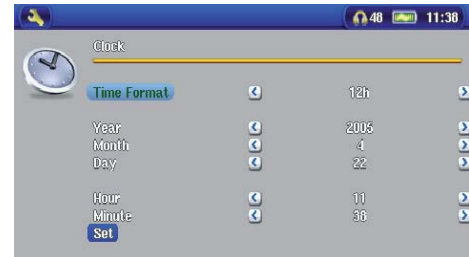 48 11:38
Clock
Time Format 12h
Year 2005
Month 4
Day 22
Hour 11
Minute 38
Set